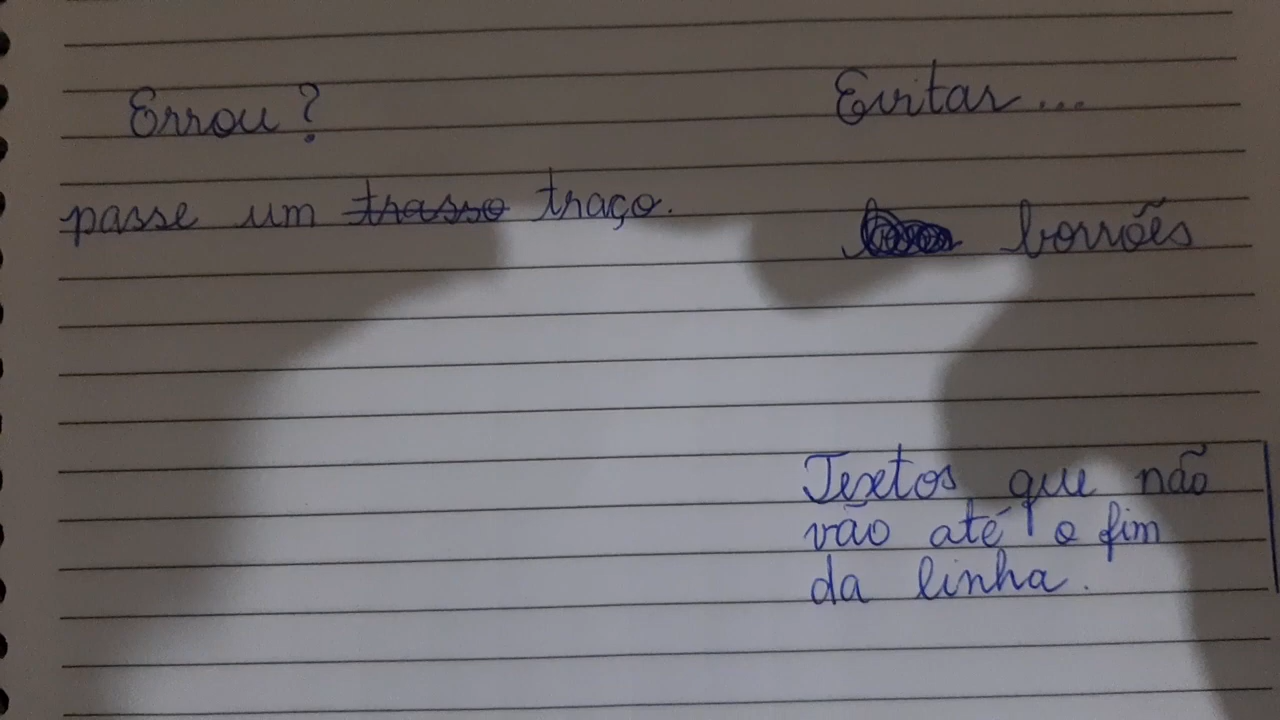 Errou?
passe um trasso traço.
Evitar...
borrões
Textos que não
vão até o fim
da linha.